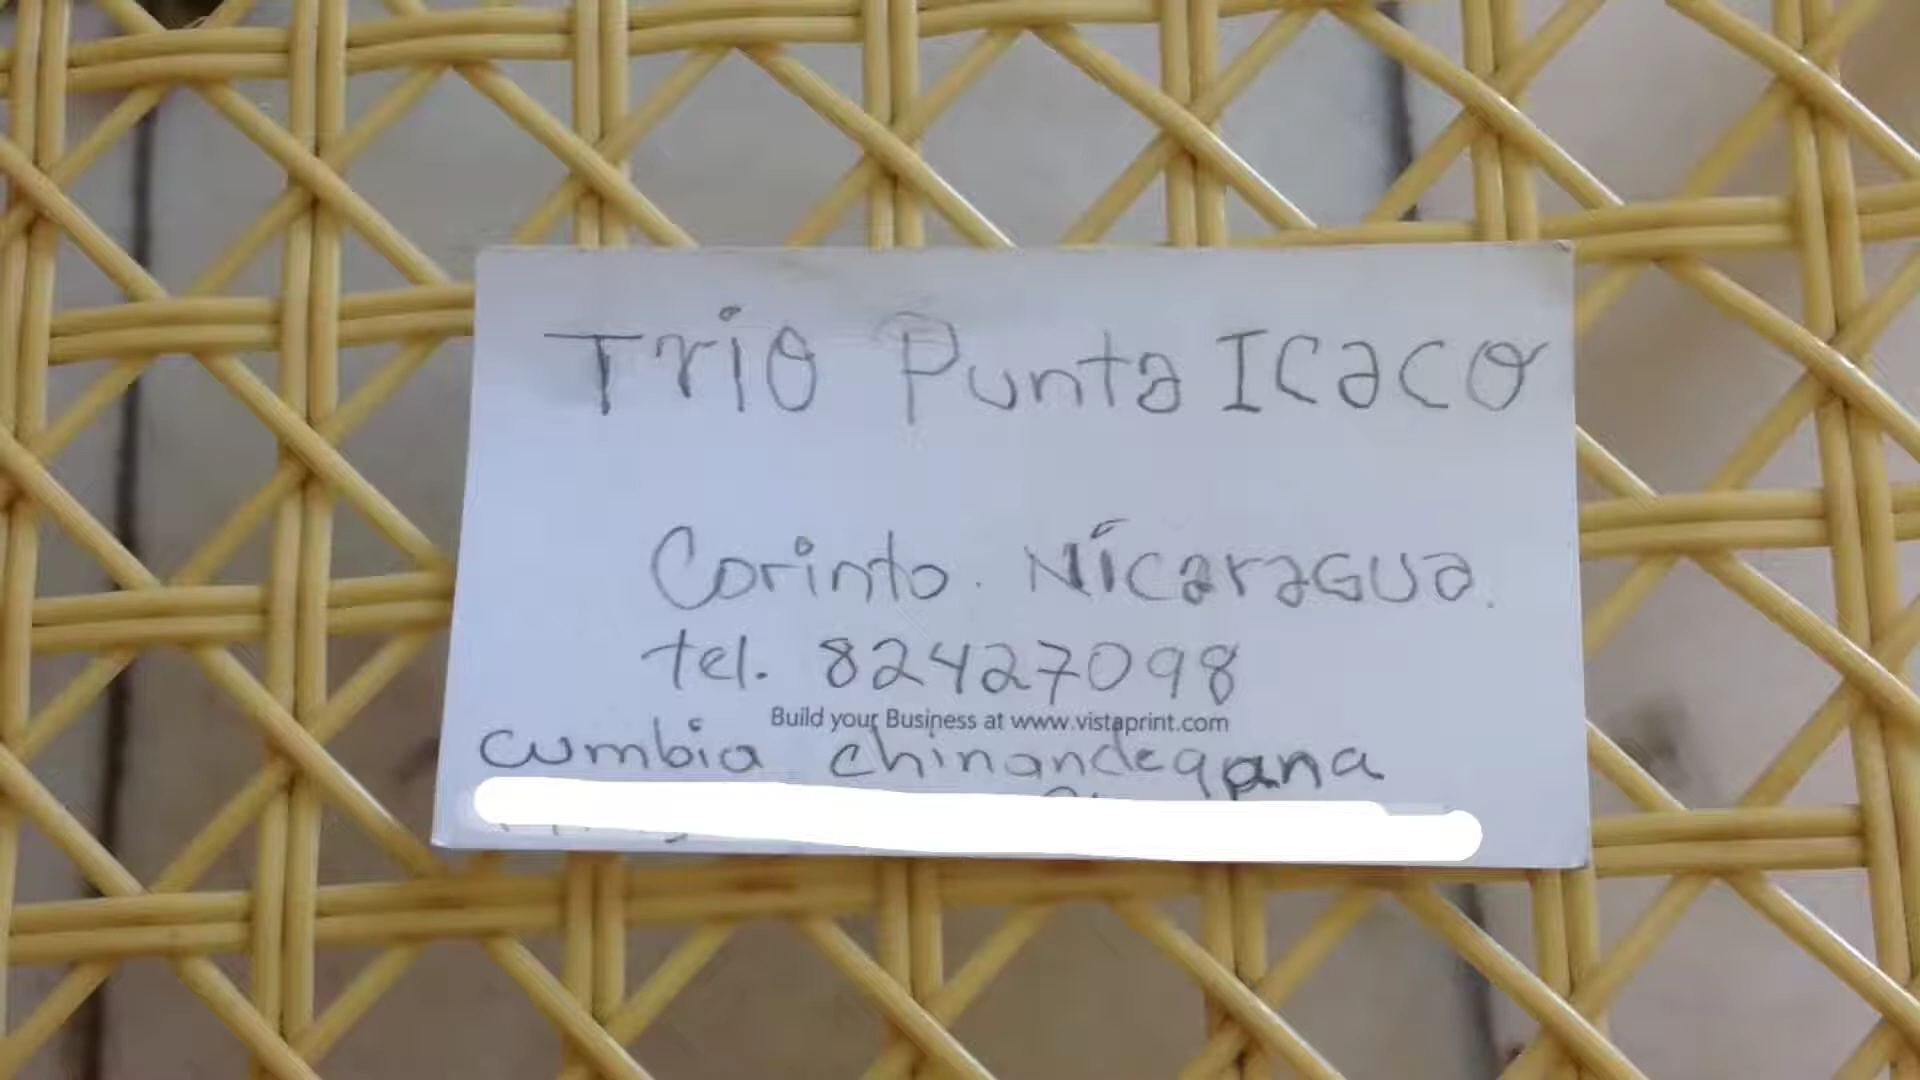 Trio Punta Icaco
Corinto. Nicaragua.
tel. 82427098
Build your Business at www.vistaprint.com
cumbia chinandegana